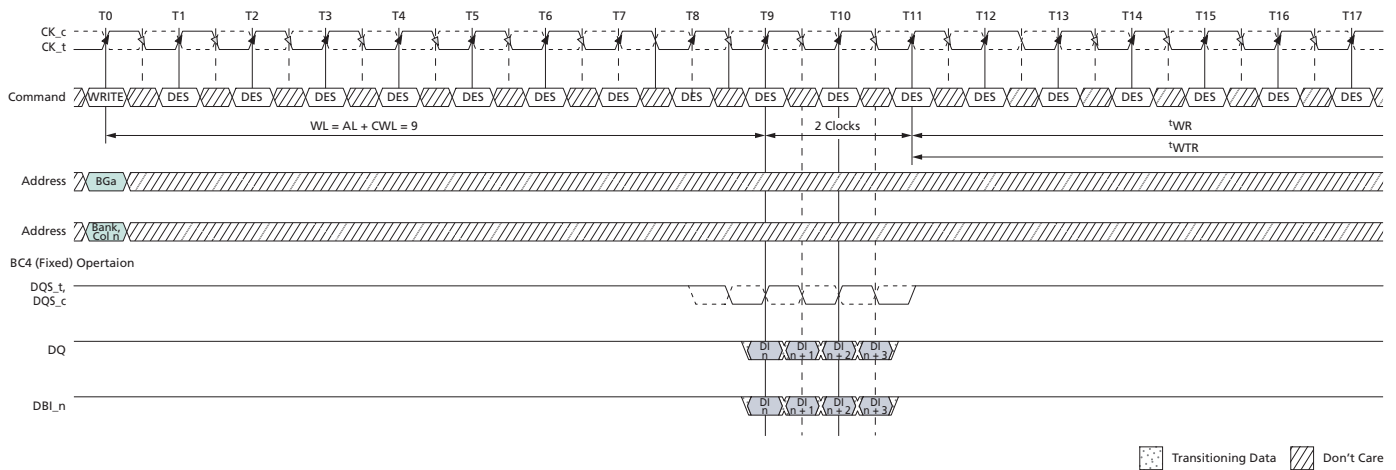 T0 T1 T2 T3 T4 T5 T6 T7 T8 T9 T10 T11 T12 T13 T14 T15 T16 T17
CK_c
CK_t
Command WRITE DES DES DES DES DES DES DES DES DES DES DES DES DES DES DES DES DES
WL = AL + CWL = 9 2 Clocks tWR
tWTR
Address BGa
Address Bank,
Col n
BC4 (Fixed) Opertaion
DQS_t,
DQS_c
DQ DI n DI n + 1 DI n + 2 DI n + 3
DBI_n DI n DI n + 1 DI n + 2 DI n + 3
Transitioning Data Don't Care